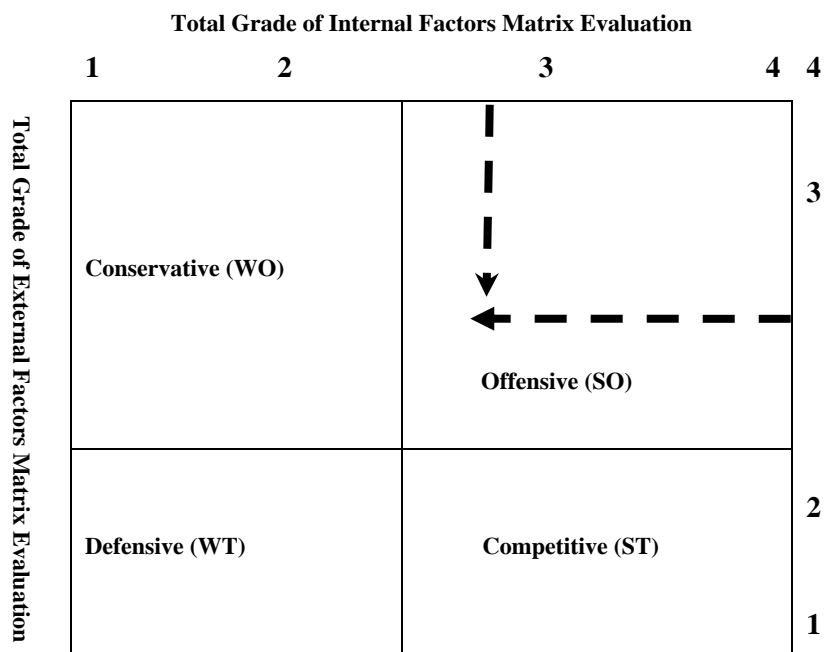 Total Grade of Internal Factors Matrix Evaluation
1 2 3 4 4
Total Grade of External Factors Matrix Evaluation
3
Conservative (WO)
Offensive (SO)
2
Defensive (WT) Competitive (ST)
1